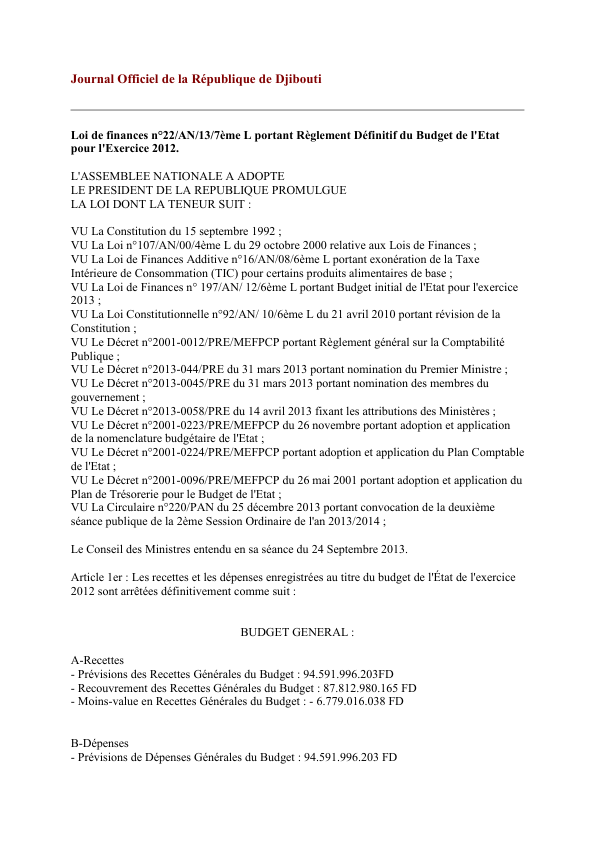 Journal Officiel de la République de Djibouti
Loi de finances n°22/AN/13/7ème L portant Règlement Définitif du Budget de l'Etat
pour l'Exercice 2012.
L'ASSEMBLEE NATIONALE A ADOPTE
LE PRESIDENT DE LA REPUBLIQUE PROMULGUE
LA LOI DONT LA TENEUR SUIT :
VU La Constitution du 15 septembre 1992 ;
VU La Loi n°107/AN/00/4ème L du 29 octobre 2000 relative aux Lois de Finances ;
VU La Loi de Finances Additive n°16/AN/08/6ème L portant exonération de la Taxe
Intérieure de Consommation (TIC) pour certains produits alimentaires de base ;
VU La Loi de Finances n° 197/AN/ 12/6ème L portant Budget initial de l'Etat pour l'exercice
2013 ;
VU La Loi Constitutionnelle n°92/AN/ 10/6ème L du 21 avril 2010 portant révision de la
Constitution ;
VU Le Décret n°2001-0012/PRE/MEFPCP portant Règlement général sur la Comptabilité
Publique ;
VU Le Décret n°2013-044/PRE du 31 mars 2013 portant nomination du Premier Ministre ;
VU Le Décret n°2013-0045/PRE du 31 mars 2013 portant nomination des membres du
gouvernement ;
VU Le Décret n°2013-0058/PRE du 14 avril 2013 fixant les attributions des Ministères ;
VU Le Décret n°2001-0223/PRE/MEFPCP du 26 novembre portant adoption et application
de la nomenclature budgétaire de l'Etat ;
VU Le Décret n°2001-0224/PRE/MEFPCP portant adoption et application du Plan Comptable
de l'Etat ;
VU Le Décret n°2001-0096/PRE/MEFPCP du 26 mai 2001 portant adoption et application du
Plan de Trésorerie pour le Budget de l'Etat ;
VU La Circulaire n°220/PAN du 25 décembre 2013 portant convocation de la deuxième
séance publique de la 2ème Session Ordinaire de l'an 2013/2014 ;
Le Conseil des Ministres entendu en sa séance du 24 Septembre 2013.
Article 1er : Les recettes et les dépenses enregistrées au titre du budget de l'État de l'exercice
2012 sont arrêtées définitivement comme suit :
BUDGET GENERAL :
A-Recettes
- Prévisions des Recettes Générales du Budget : 94.591.996.203FD
- Recouvrement des Recettes Générales du Budget : 87.812.980.165 FD
- Moins-value en Recettes Générales du Budget : - 6.779.016.038 FD
B-Dépenses
- Prévisions de Dépenses Générales du Budget : 94.591.996.203 FD